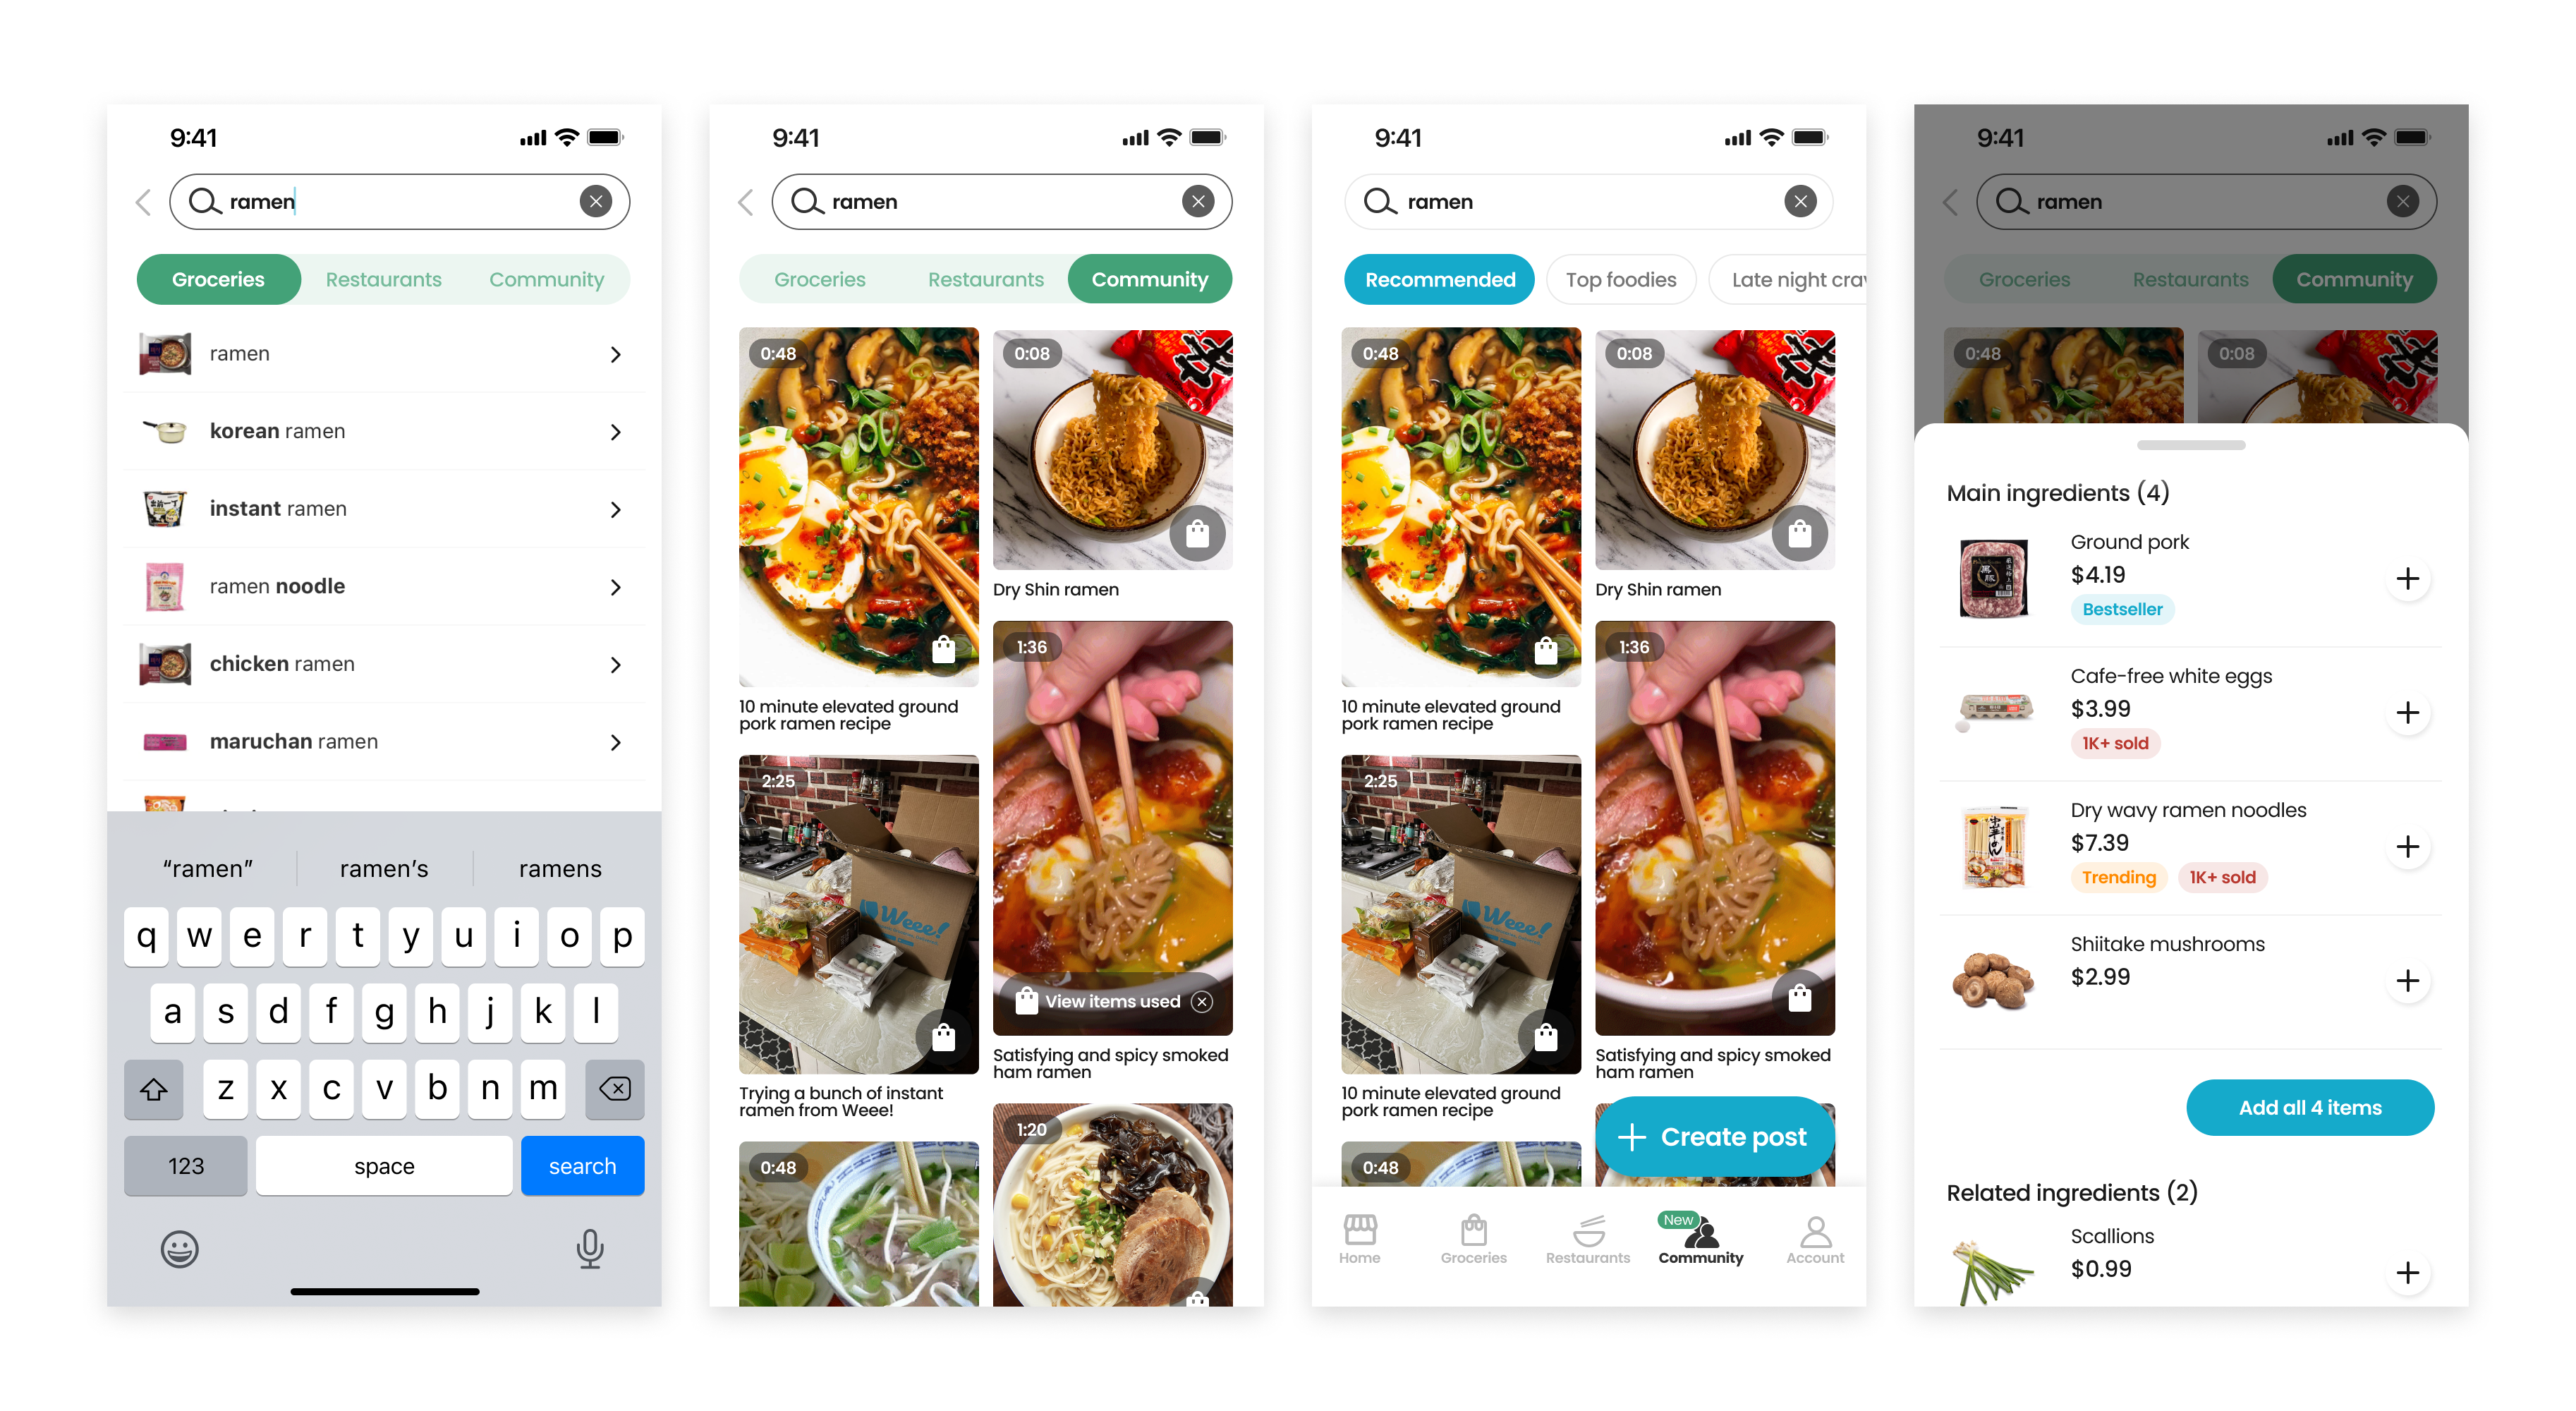 9:41
ramen
Groceries
Restaurants
Community
ramen
korean ramen
instant ramen
ramen noodle
chicken ramen
maruchan ramen
“ramen”
ramen’s
ramens
q w e r t y u i o p
a s d f g h j k l
z x c v b n m
123
space
search
9:41
ramen
Groceries
Restaurants
Community
0:48
10 minute elevated ground
pork ramen recipe
0:08
Dry Shin ramen
2:25
Weee!
Trying a bunch of instant
ramen from Weee!
1:36
View items used
Satisfying and spicy smoked
ham ramen
0:48
1:20
9:41
ramen
Recommended
Top foodies
Late night crav
0:48
10 minute elevated ground
pork ramen recipe
0:08
Dry Shin ramen
2:25
Weee!
10 minute elevated ground
pork ramen recipe
1:36
Satisfying and spicy smoked
ham ramen
0:48
Create post
Home
Groceries
Restaurants
New
Community
Account
9:41
ramen
Groceries
Restaurants
Community
0:48
0:08
Main ingredients (4)
Ground pork
$4.19
Bestseller
Cafe-free white eggs
$3.99
1K+ sold
Dry wavy ramen noodles
$7.39
Trending
1K+ sold
Shiitake mushrooms
$2.99
Add all 4 items
Related ingredients (2)
Scallions
$0.99